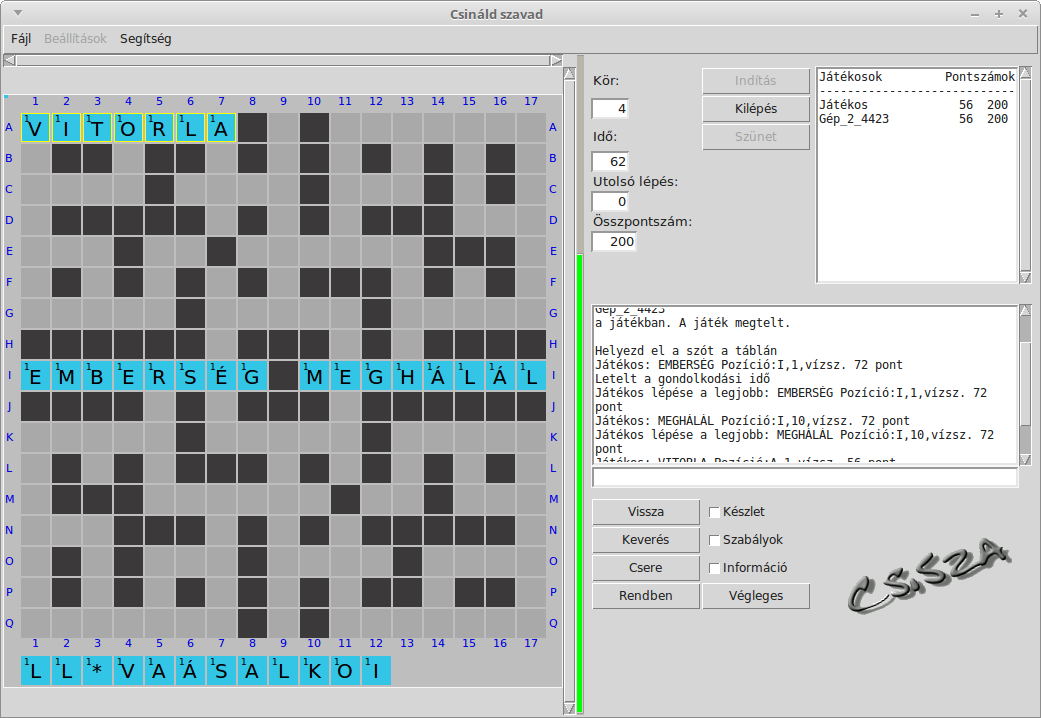 Csináld szavad
Fájl Beállítások Segítség
1 2 3 4 5 6 7 8 9 10 11 12 13 14 15 16 17
A V I T O R L A A
B B
C C
D D
E E
F F
G G
H H
I E M B E R S É G M E G H Á L Á L I
J J
K K
L L
M M
N N
O O
P P
Q Q
1 2 3 4 5 6 7 8 9 10 11 12 13 14 15 16 17
L L * V A Á S A L K O I
Kör:
4
Idő:
62
Utolsó lépés:
0
Összpontszám:
200
Indítás
Kilépés
Szünet
Játékosok Pontszámok
-----------------------------
Játékos 56 200
Gép_2_4423 56 200
Gép_2_4423
a játékban. A játék megtelt.
Helyezd el a szót a táblán
Játékos: EMBERSÉG Pozíció:I,1,vízsz. 72 pont
Letelt a gondolkodási idő
Játékos lépése a legjobb: EMBERSÉG Pozíció:I,1,vízsz. 72
pont
Játékos: MEGHÁLÁL Pozíció:I,10,vízsz. 72 pont
Játékos lépése a legjobb: MEGHÁLÁL Pozíció:I,10,vízsz. 72
pont
Játékos: VITORLA Pozíció:A,1,vízsz. 56 pont
Vissza Készlet
Keverés Szabályok
Csere Információ
Rendben Végleges
CS.SZA